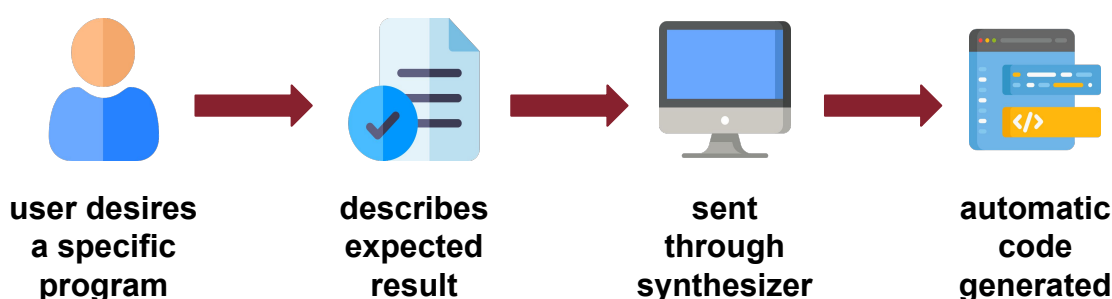 user desires
a specific
program
describes
expected
result
sent
through
synthesizer
</>
automatic
code
generated